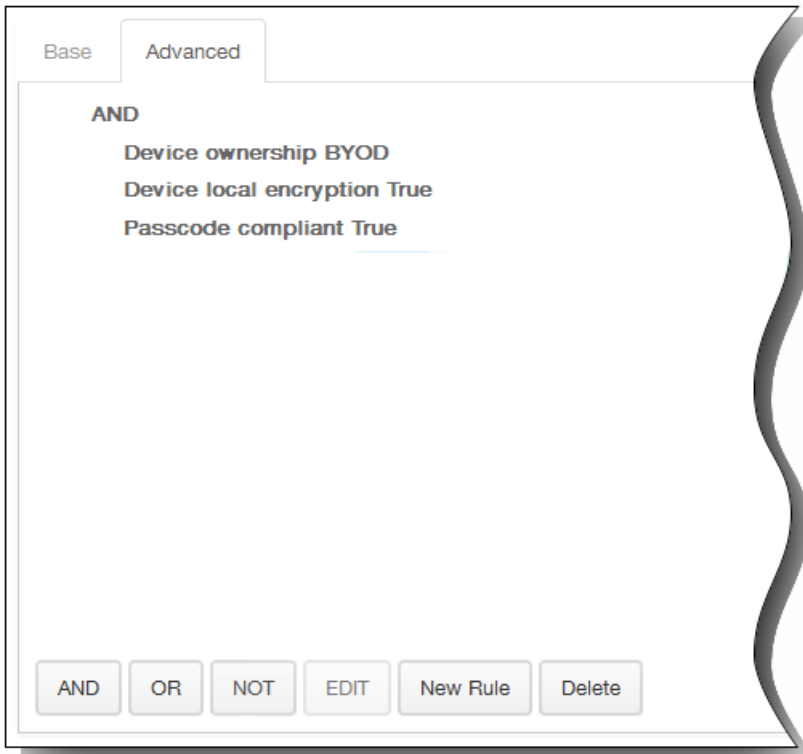 Base Advanced
AND
Device ownership BYOD
Device local encryption True
Passcode compliant True
AND OR NOT EDIT New Rule Delete